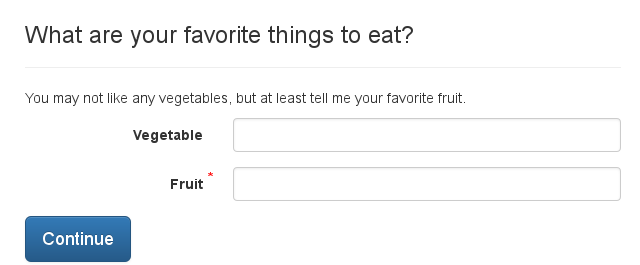 What are your favorite things to eat?
You may not like any vegetables, but at least tell me your favorite fruit.
Vegetable
Fruit *
Continue